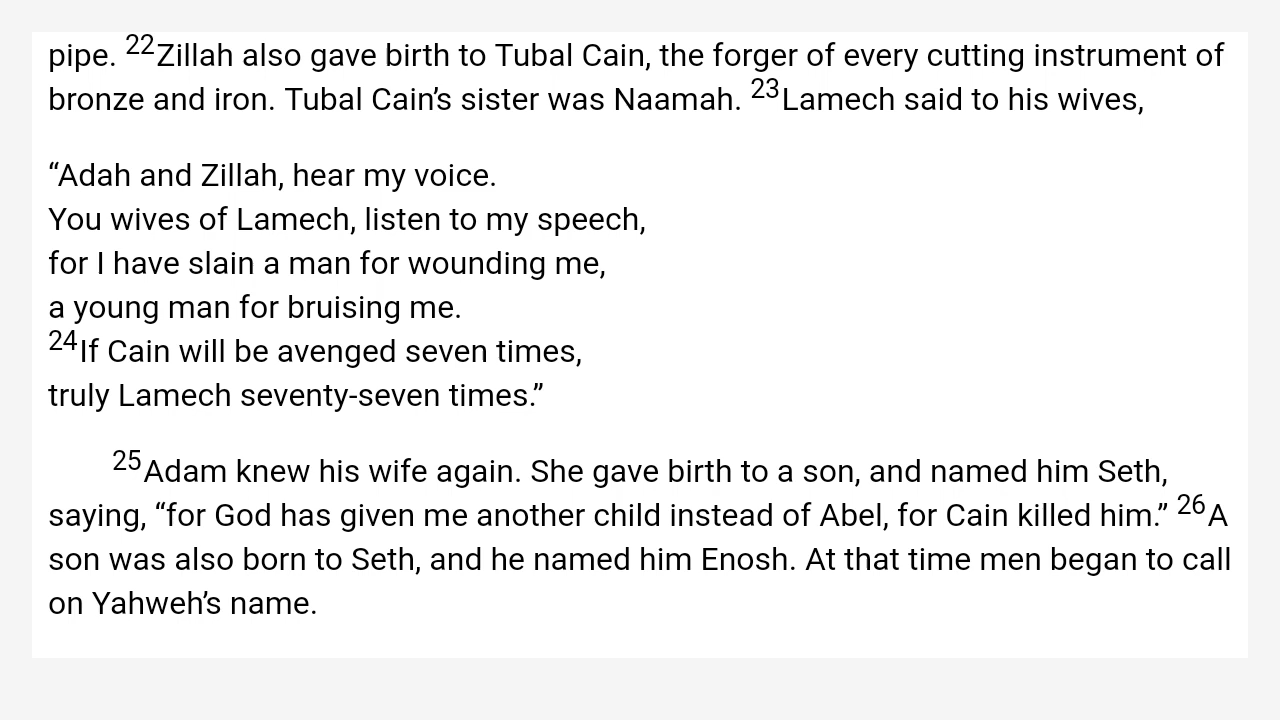 pipe. 22Zillah also gave birth to Tubal Cain, the forger of every cutting instrument of
bronze and iron. Tubal Cain’s sister was Naamah. 23Lamech said to his wives,
“Adah and Zillah, hear my voice.
You wives of Lamech, listen to my speech,
for I have slain a man for wounding me,
a young man for bruising me.
24If Cain will be avenged seven times,
truly Lamech seventy-seven times.”
25Adam knew his wife again. She gave birth to a son, and named him Seth,
saying, “for God has given me another child instead of Abel, for Cain killed him.” 26A
son was also born to Seth, and he named him Enosh. At that time men began to call
on Yahweh’s name.